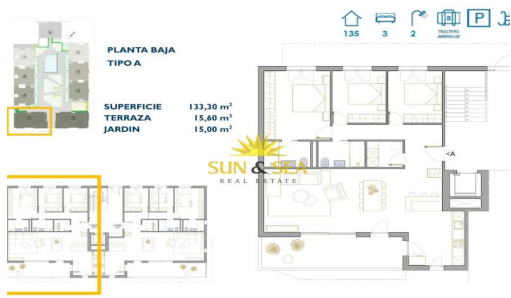 135 3 2 TRASTERO P
PLANTA BAJA
TIPO A
SUPERFICIE 133,30 m²
TERRAZA 15,60 m²
JARDIN 15,00 m²
<A
SUN & SEA
REAL ESTATE